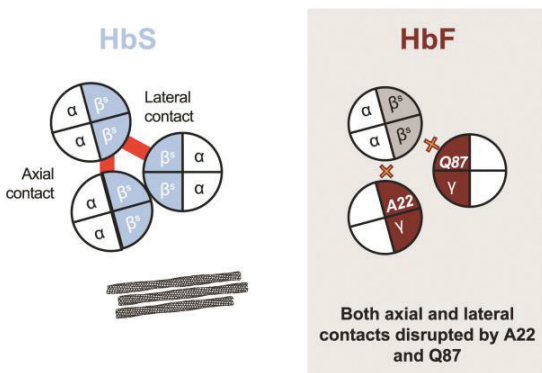 HbS
α
βˢ
α
βˢ
Lateral
contact
βˢ
α
βˢ
α
Axial
contact
α
βˢ
α
βˢ
HbF
βˢ
βˢ
Q87
γ
A22
γ
Both axial and lateral
contacts disrupted by A22
and Q87